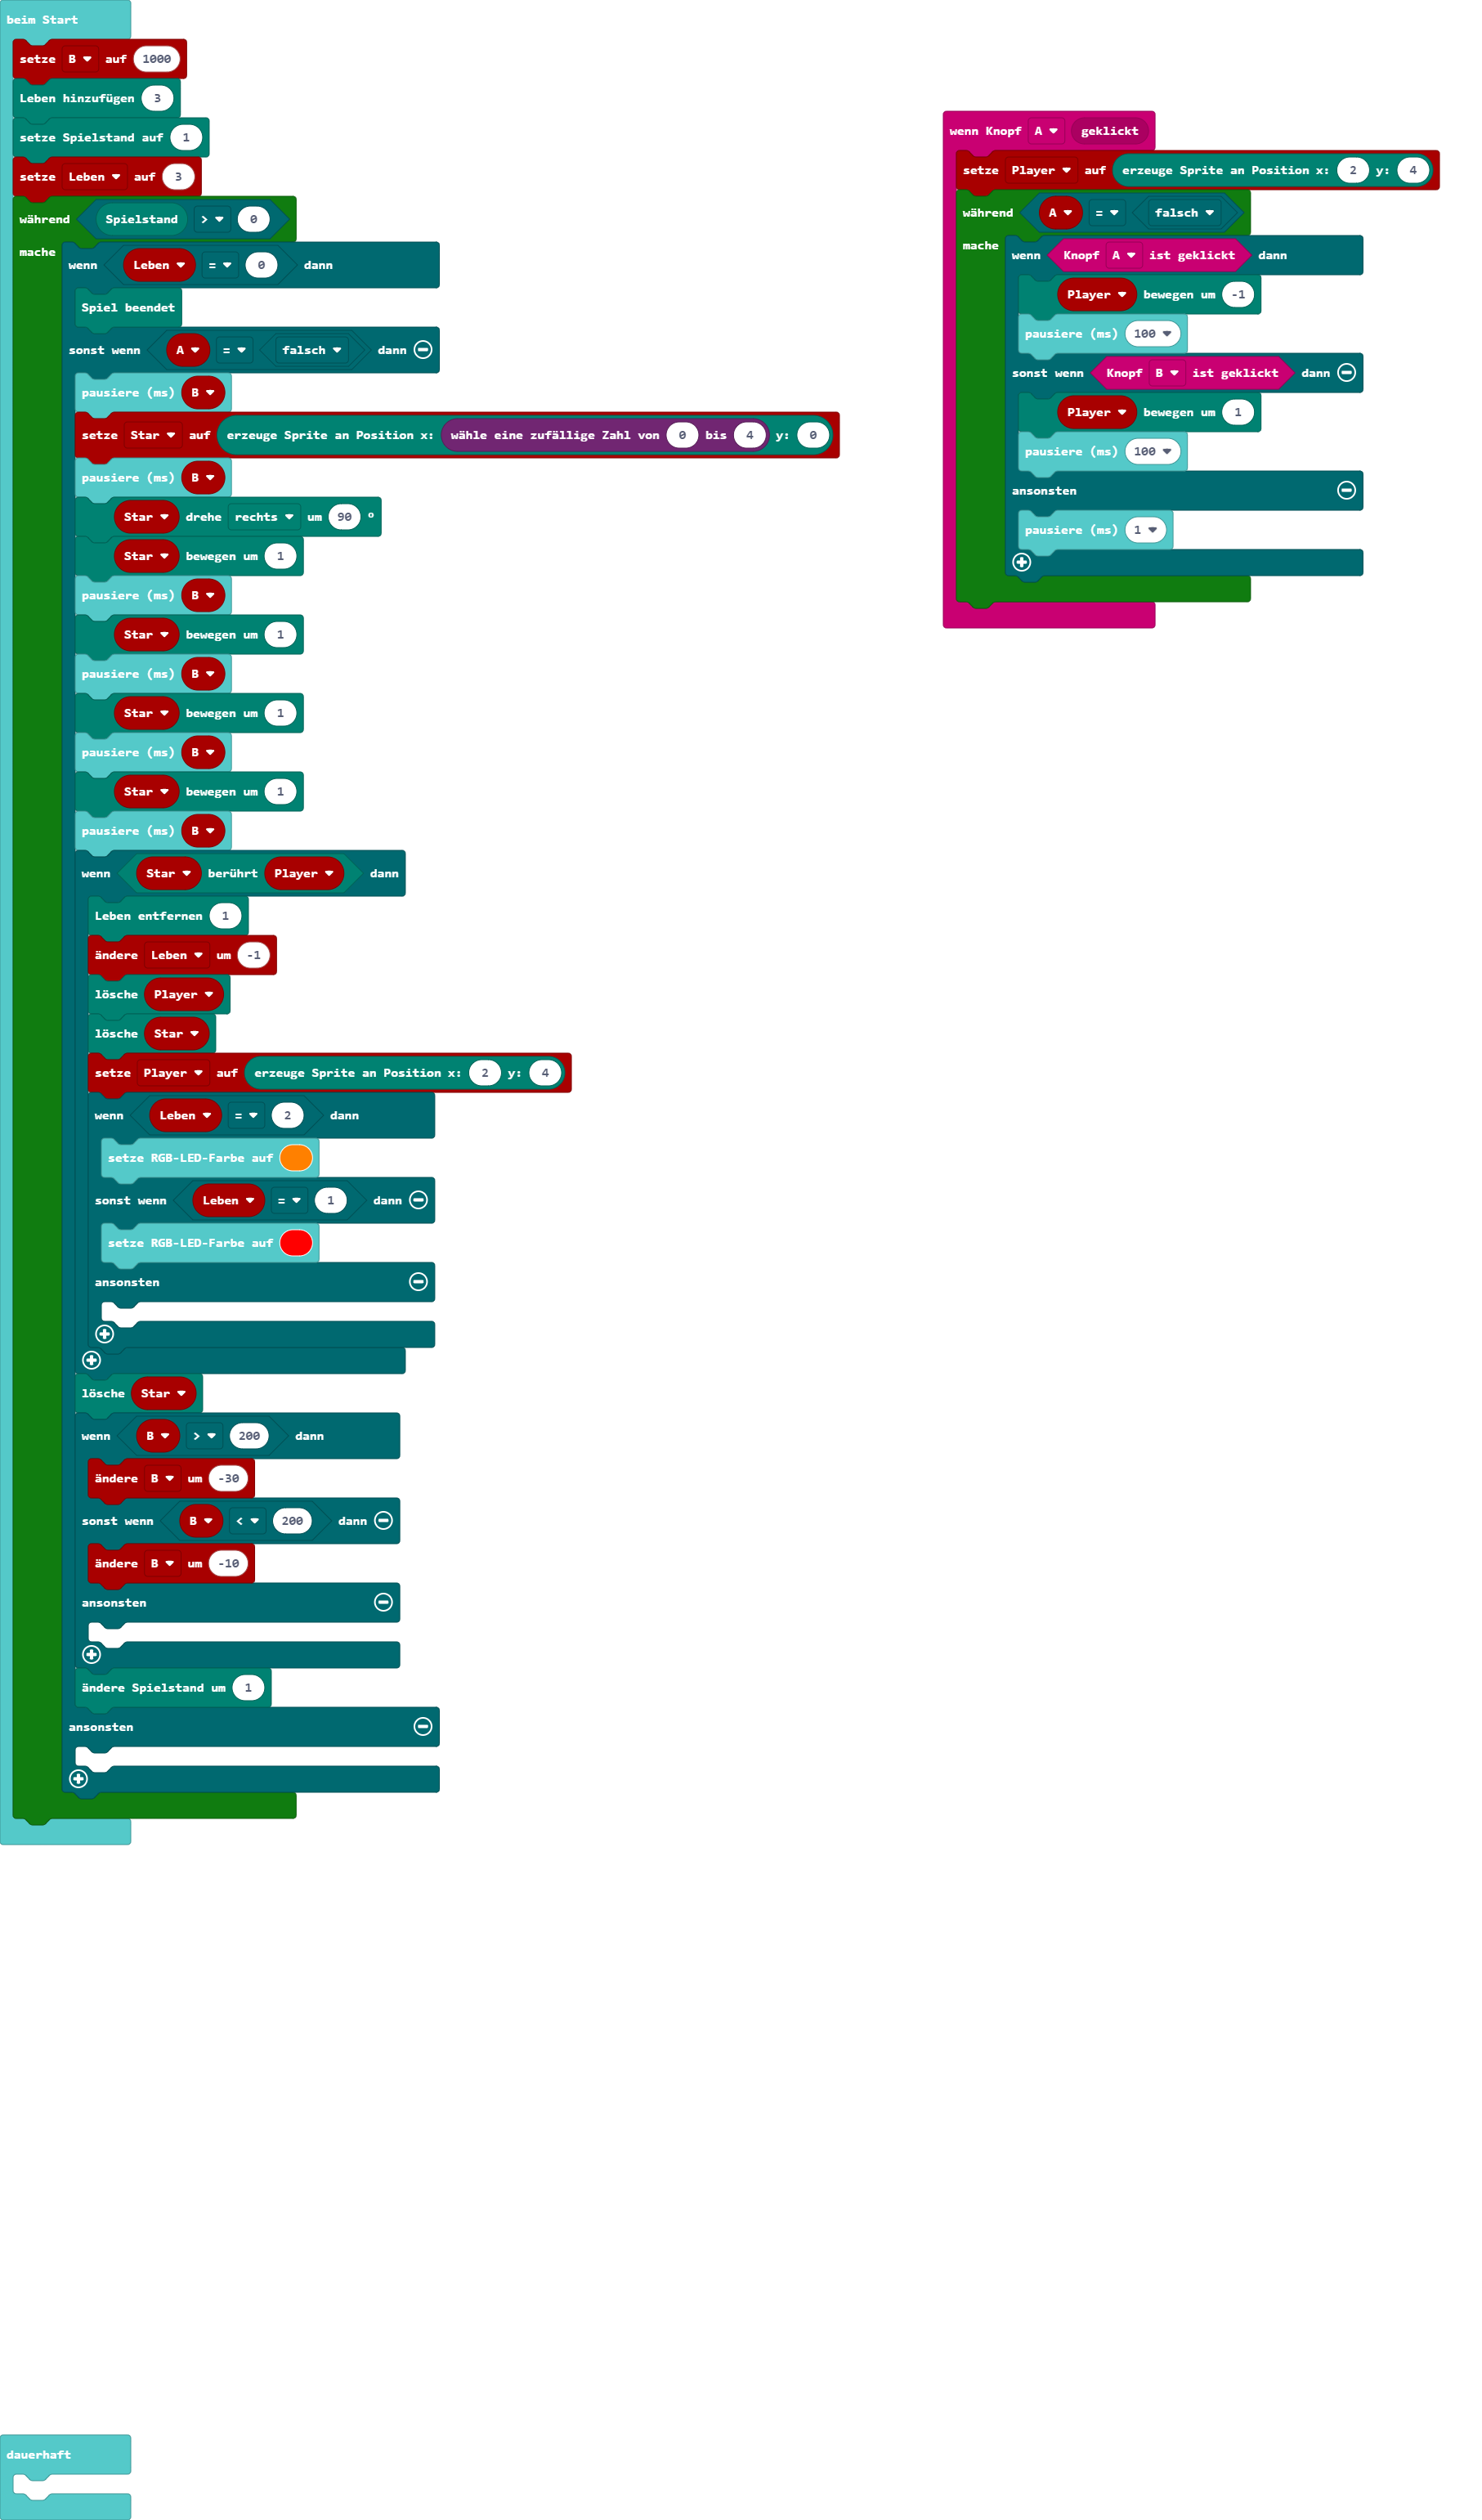 beim Start
setze B auf 1000
Leben hinzufügen 3
setze Spielstand auf 1
setze Leben auf 3
während Spielstand > 0
mache
wenn Leben = 0 dann
Spiel beendet
sonst wenn A = falsch dann
pausiere (ms) B
setze Star auf erzeuge Sprite an Position x: wähle eine zufällige Zahl von 0 bis 4 y: 0
pausiere (ms) B
Star drehe rechts um 90 °
Star bewegen um 1
pausiere (ms) B
Star bewegen um 1
pausiere (ms) B
Star bewegen um 1
pausiere (ms) B
Star bewegen um 1
pausiere (ms) B
wenn Star berührt Player dann
Leben entfernen 1
ändere Leben um -1
lösche Player
lösche Star
setze Player auf erzeuge Sprite an Position x: 2 y: 4
wenn Leben = 2 dann
setze RGB-LED-Farbe auf
sonst wenn Leben = 1 dann
setze RGB-LED-Farbe auf
ansonsten
lösche Star
wenn B > 200 dann
ändere B um -30
sonst wenn B < 200 dann
ändere B um -10
ansonsten
ändere Spielstand um 1
ansonsten
wenn Knopf A geklickt
setze Player auf erzeuge Sprite an Position x: 2 y: 4
während A = falsch
mache
wenn Knopf A ist geklickt dann
Player bewegen um -1
pausiere (ms) 100
sonst wenn Knopf B ist geklickt dann
Player bewegen um 1
pausiere (ms) 100
ansonsten
pausiere (ms) 1
dauerhaft